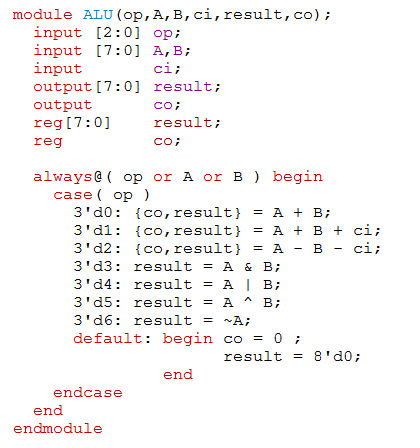 module ALU(op,A,B,ci,result,co);
  input [2:0] op;
  input [7:0] A,B;
  input       ci;
  output[7:0] result;
  output      co;
  reg[7:0]    result;
  reg         co;

  always@( op or A or B ) begin
    case( op )
      3'd0: {co,result} = A + B;
      3'd1: {co,result} = A + B + ci;
      3'd2: {co,result} = A - B - ci;
      3'd3: result = A & B;
      3'd4: result = A | B;
      3'd5: result = A ^ B;
      3'd6: result = ~A;
      default: begin co = 0 ;
                     result = 8'd0;
               end
    endcase
  end
endmodule